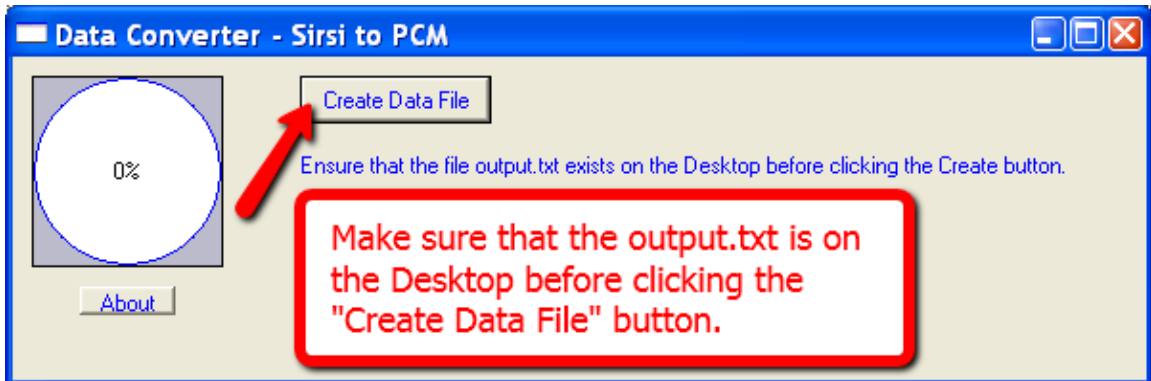 Data Converter - Sirsi to PCM
Create Data File
0%
Ensure that the file output.txt exists on the Desktop before clicking the Create button.
Make sure that the output.txt is on
the Desktop before clicking the
"Create Data File" button.
About